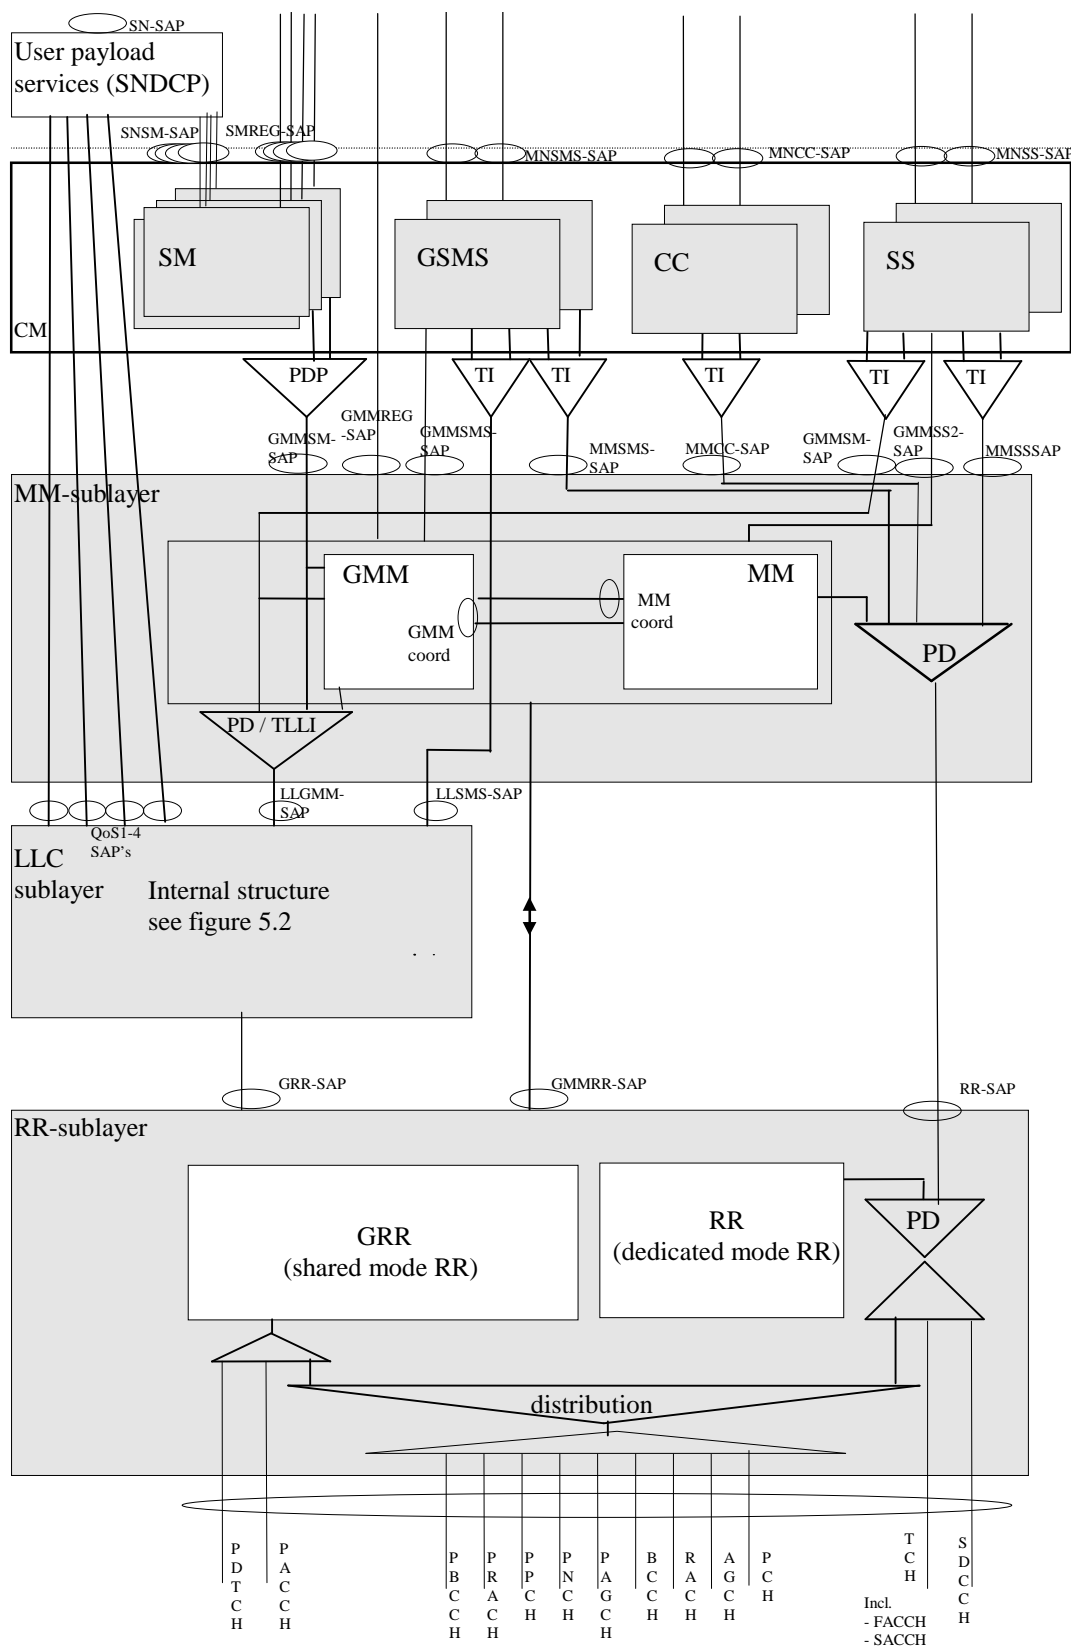 SN-SAP
User payload
services (SNDCP)
SNSM-SAP
SMREG-SAP
MNSMS-SAP
MNCC-SAP
MNSS-SAP
SM
GSMS
CC
SS
CM
PDP
TI
TI
TI
TI
TI
GMMSM-
SAP
GMMREG
-SAP
GMMSMS-
SAP
MMSMS-
SAP
MMCC-SAP
GMMSM-
SAP
GMMSS2-
SAP
MMSSSAP
MM-sublayer
GMM
MM
GMM
coord
MM
coord
PD
PD / TLLI
LLGMM-
SAP
LLSMS-SAP
QoS1-4
SAP's
LLC
sublayer
Internal structure
see figure 5.2
GRR-SAP
GMMRR-SAP
RR-SAP
RR-sublayer
GRR
(shared mode RR)
RR
(dedicated mode RR)
PD
distribution
PDTCH
PACCH
PBCCH
PRACH
PPCH
PNCH
PAGCH
BCCH
RACH
AGCH
PCH
TCH
Incl.
- FACCH
- SACCH
SDCCH